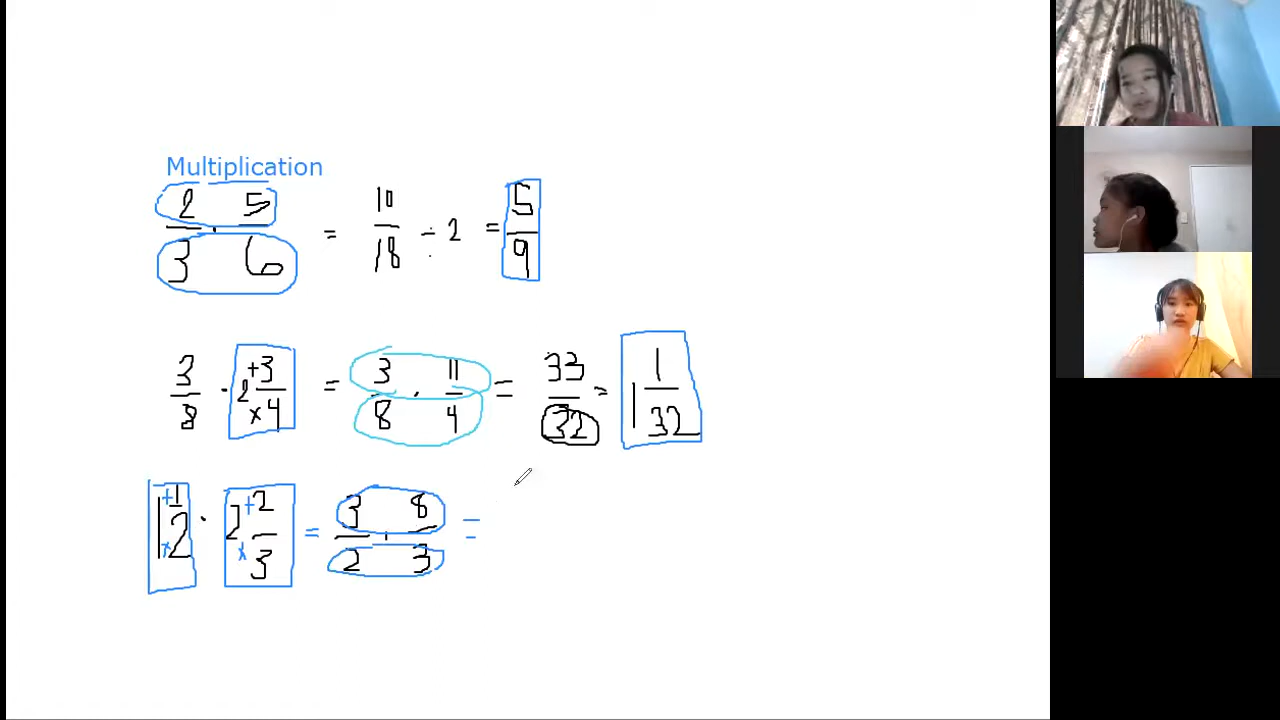 Multiplication
2/3 · 5/6 = 10/18 ÷ 2 = 5/9
3/8 · 2 +3/×4 = 3/8 · 11/4 = 33/32 = 1 1/32
1 +1/×2 · 2 +2/×3 = 3/2 · 8/3 =